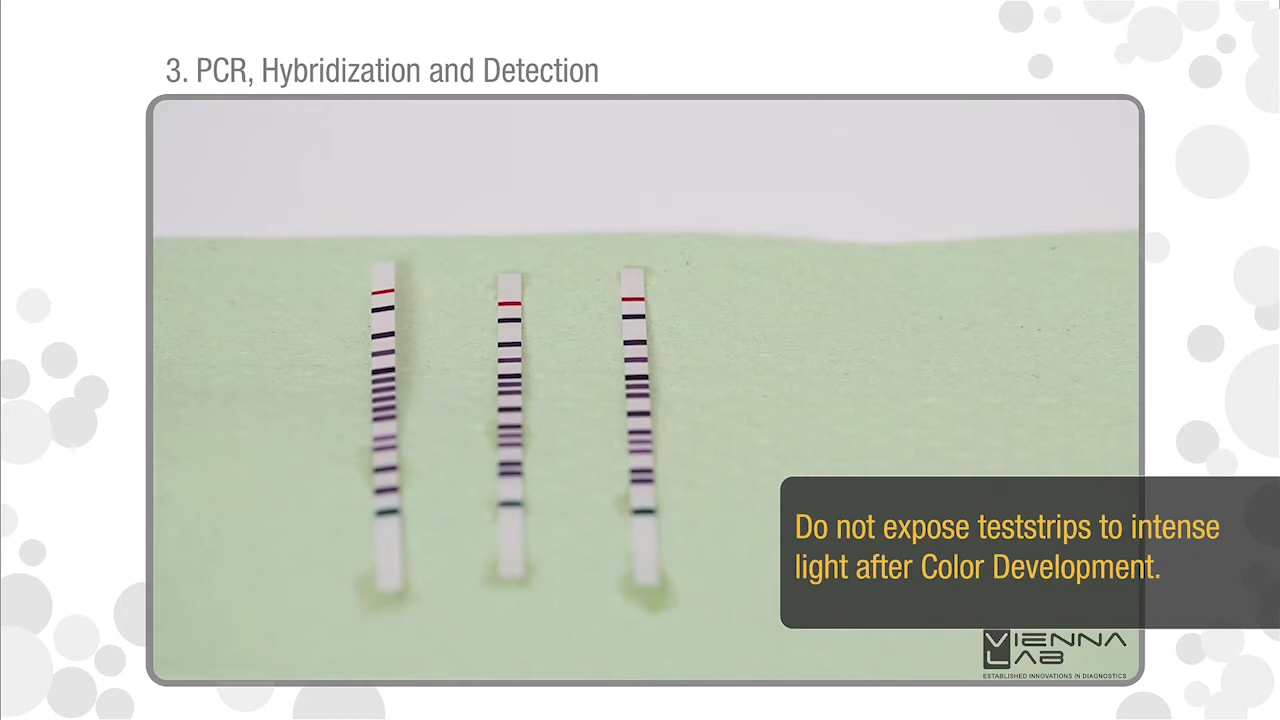 3. PCR, Hybridization and Detection
Do not expose teststrips to intense
light after Color Development.
VIENNA
LAB
ESTABLISHED INNOVATIONS IN DIAGNOSTICS